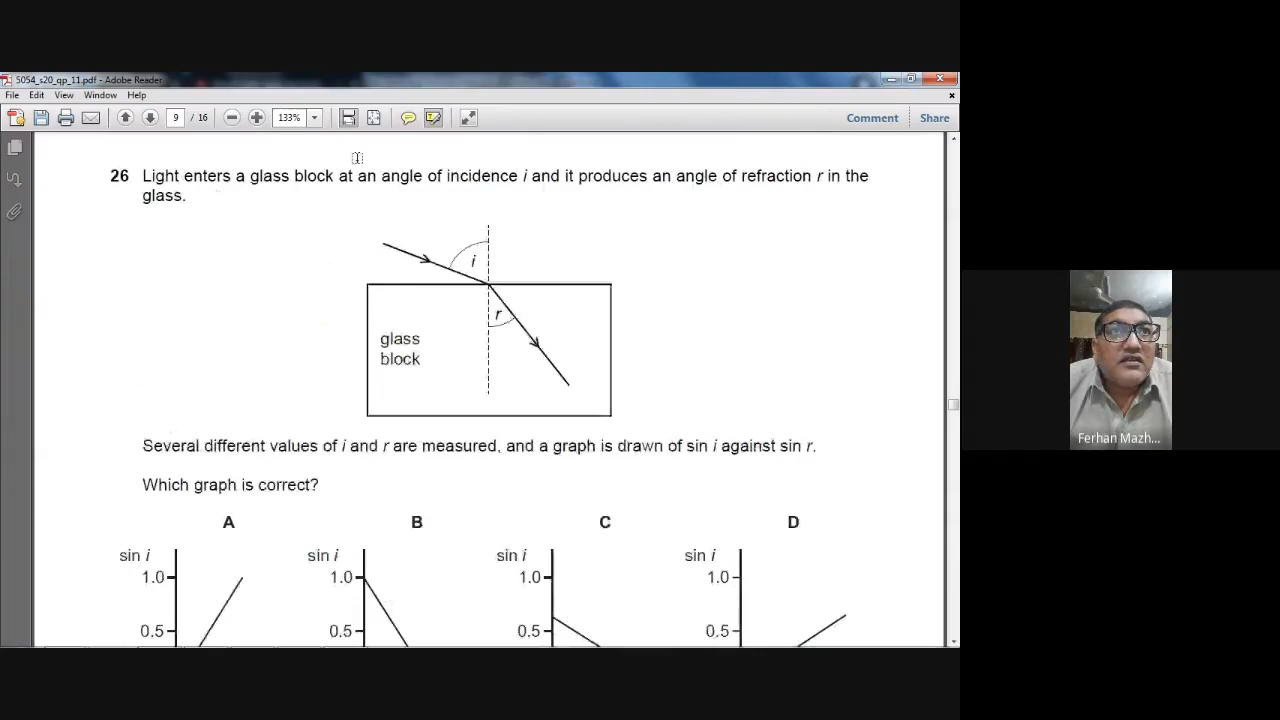 5054_s20_qp_11.pdf - Adobe Reader
File Edit View Window Help
9 / 16 133% Comment Share
26 Light enters a glass block at an angle of incidence i and it produces an angle of refraction r in the
glass.
i
r
glass
block
Several different values of i and r are measured, and a graph is drawn of sin i against sin r.
Which graph is correct?
A B C D
sin i sin i sin i sin i
1.0 1.0 1.0 1.0
0.5 0.5 0.5 0.5
Ferhan Mazh...